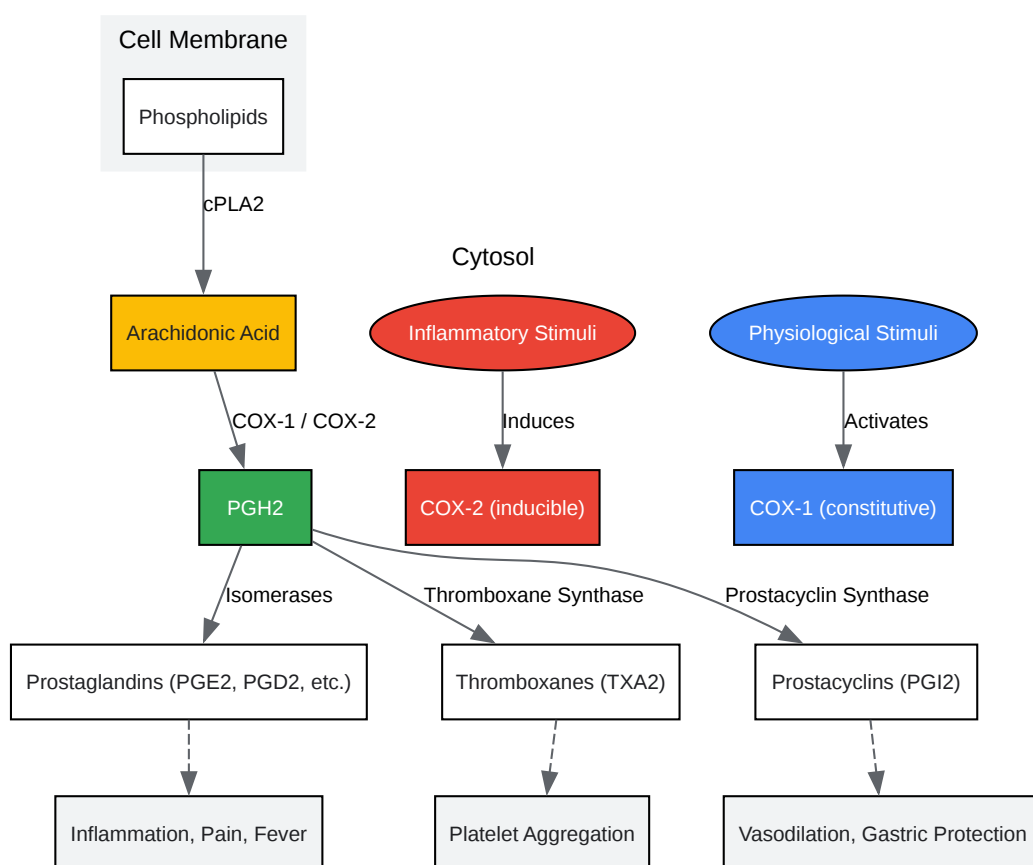 Cell Membrane
Phospholipids
cPLA2
Cytosol
Arachidonic Acid
Inflammatory Stimuli
Physiological Stimuli
COX-1 / COX-2
Induces
Activates
PGH2
COX-2 (inducible)
COX-1 (constitutive)
Isomerases
Thromboxane Synthase
Prostacyclin Synthase
Prostaglandins (PGE2, PGD2, etc.)
Thromboxanes (TXA2)
Prostacyclins (PGI2)
Inflammation, Pain, Fever
Platelet Aggregation
Vasodilation, Gastric Protection